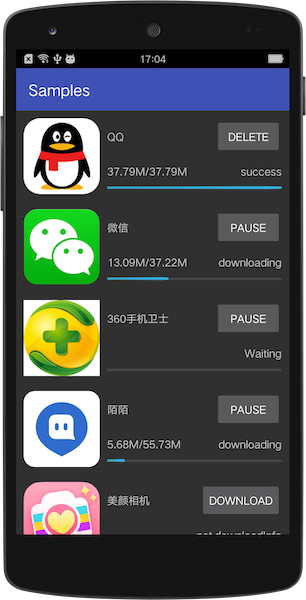 17:04
Samples
QQ
DELETE
37.79M/37.79M
success
微信
PAUSE
13.09M/37.22M
downloading
360手机卫士
PAUSE
Waiting
陌陌
PAUSE
5.68M/55.73M
downloading
美颜相机
DOWNLOAD
not downloadInfo